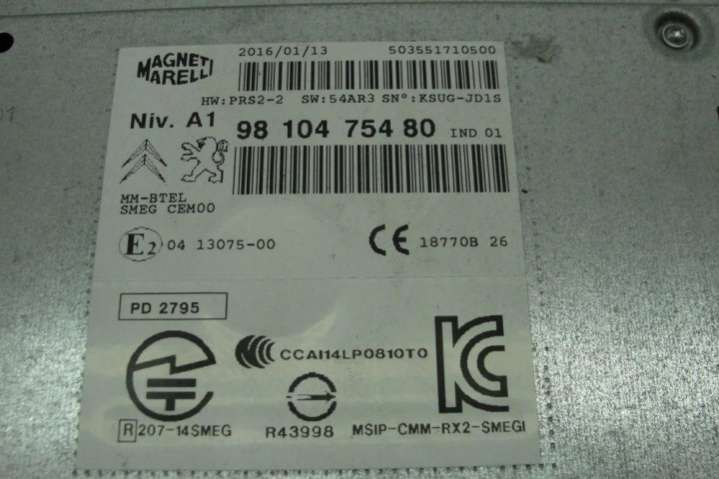 MAGNETI
MARELLI
2016/01/13 503551710500
HW:PRS2-2 SW:54AR3 SN°:KSUG-JD1S
Niv. A1 98 104 754 80 IND 01
MM-BTEL
SMEG CEM00
E2 04 13075-00 CE 18770B 26
PD 2795
CCAI14LP0810T0
R 207-14SMEG R43998 MSIP-CMM-RX2-SMEGI